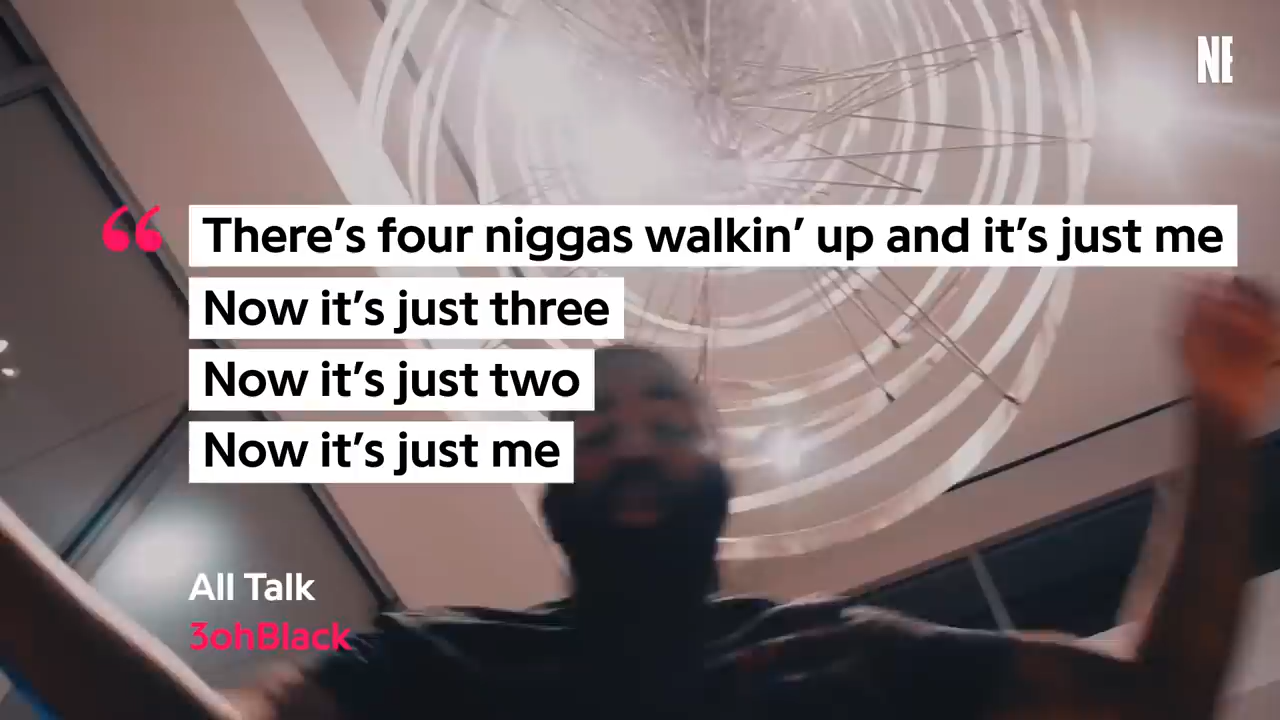 NE
“
There’s four niggas walkin’ up and it’s just me
Now it’s just three
Now it’s just two
Now it’s just me
All Talk
3ohBlack